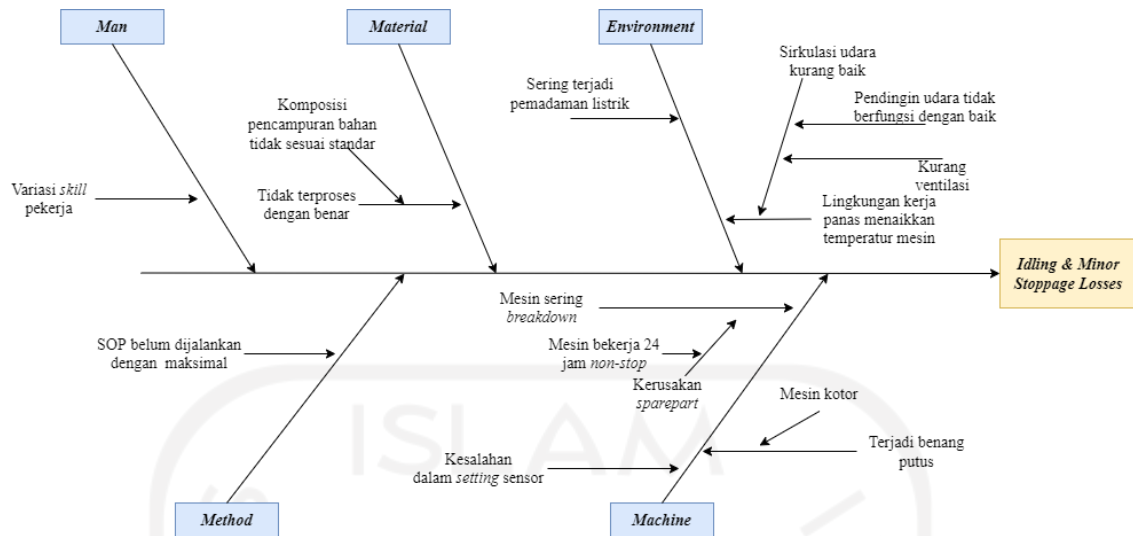 Man
Material
Environment
Sirkulasi udara
kurang baik
Sering terjadi
pemadaman listrik
Pendingin udara tidak
berfungsi dengan baik
Komposisi
pencampuran bahan
tidak sesuai standar
Kurang
ventilasi
Variasi skill
pekerja
Tidak terproses
dengan benar
Lingkungan kerja
panas menaikkan
temperatur mesin
Idling & Minor
Stoppage Losses
Mesin sering
breakdown
SOP belum dijalankan
dengan maksimal
Mesin bekerja 24
jam non-stop
Kerusakan
sparepart
Mesin kotor
Terjadi benang
putus
Kesalahan
dalam setting sensor
ISLAM
Method
Machine